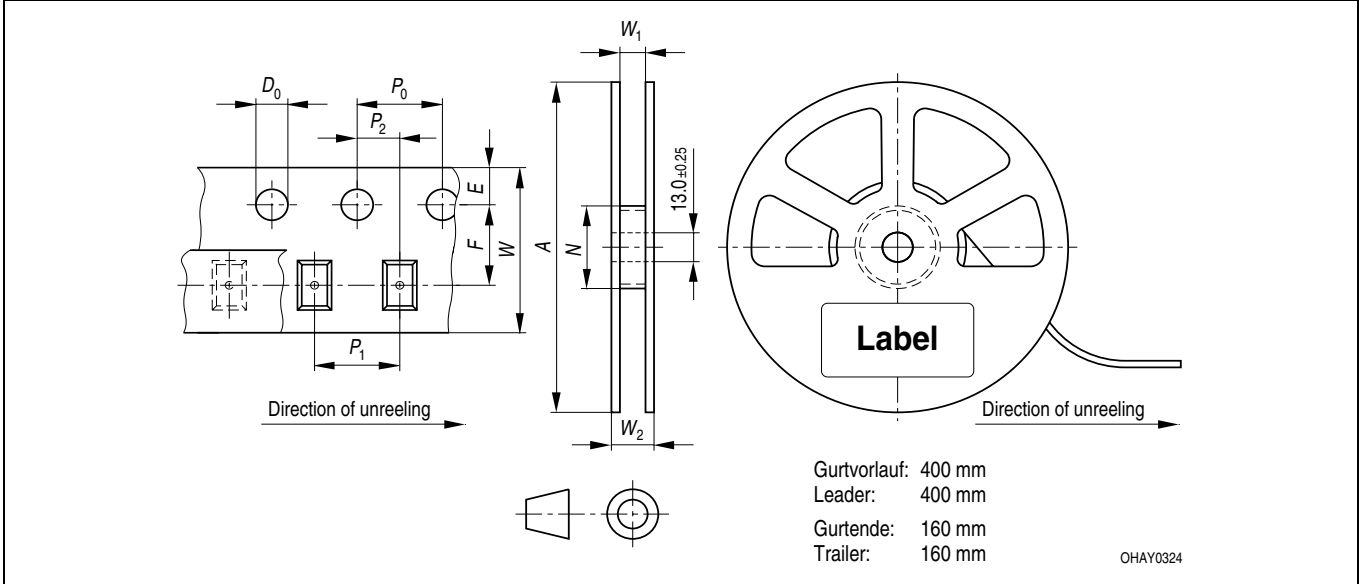 W1
D0
P0
P2
E
F
W
A
N
13.0 ±0.25
Label
P1
Direction of unreeling
Direction of unreeling
W2
Gurtvorlauf: 400 mm
Leader: 400 mm
Gurtende: 160 mm
Trailer: 160 mm
OHAY0324